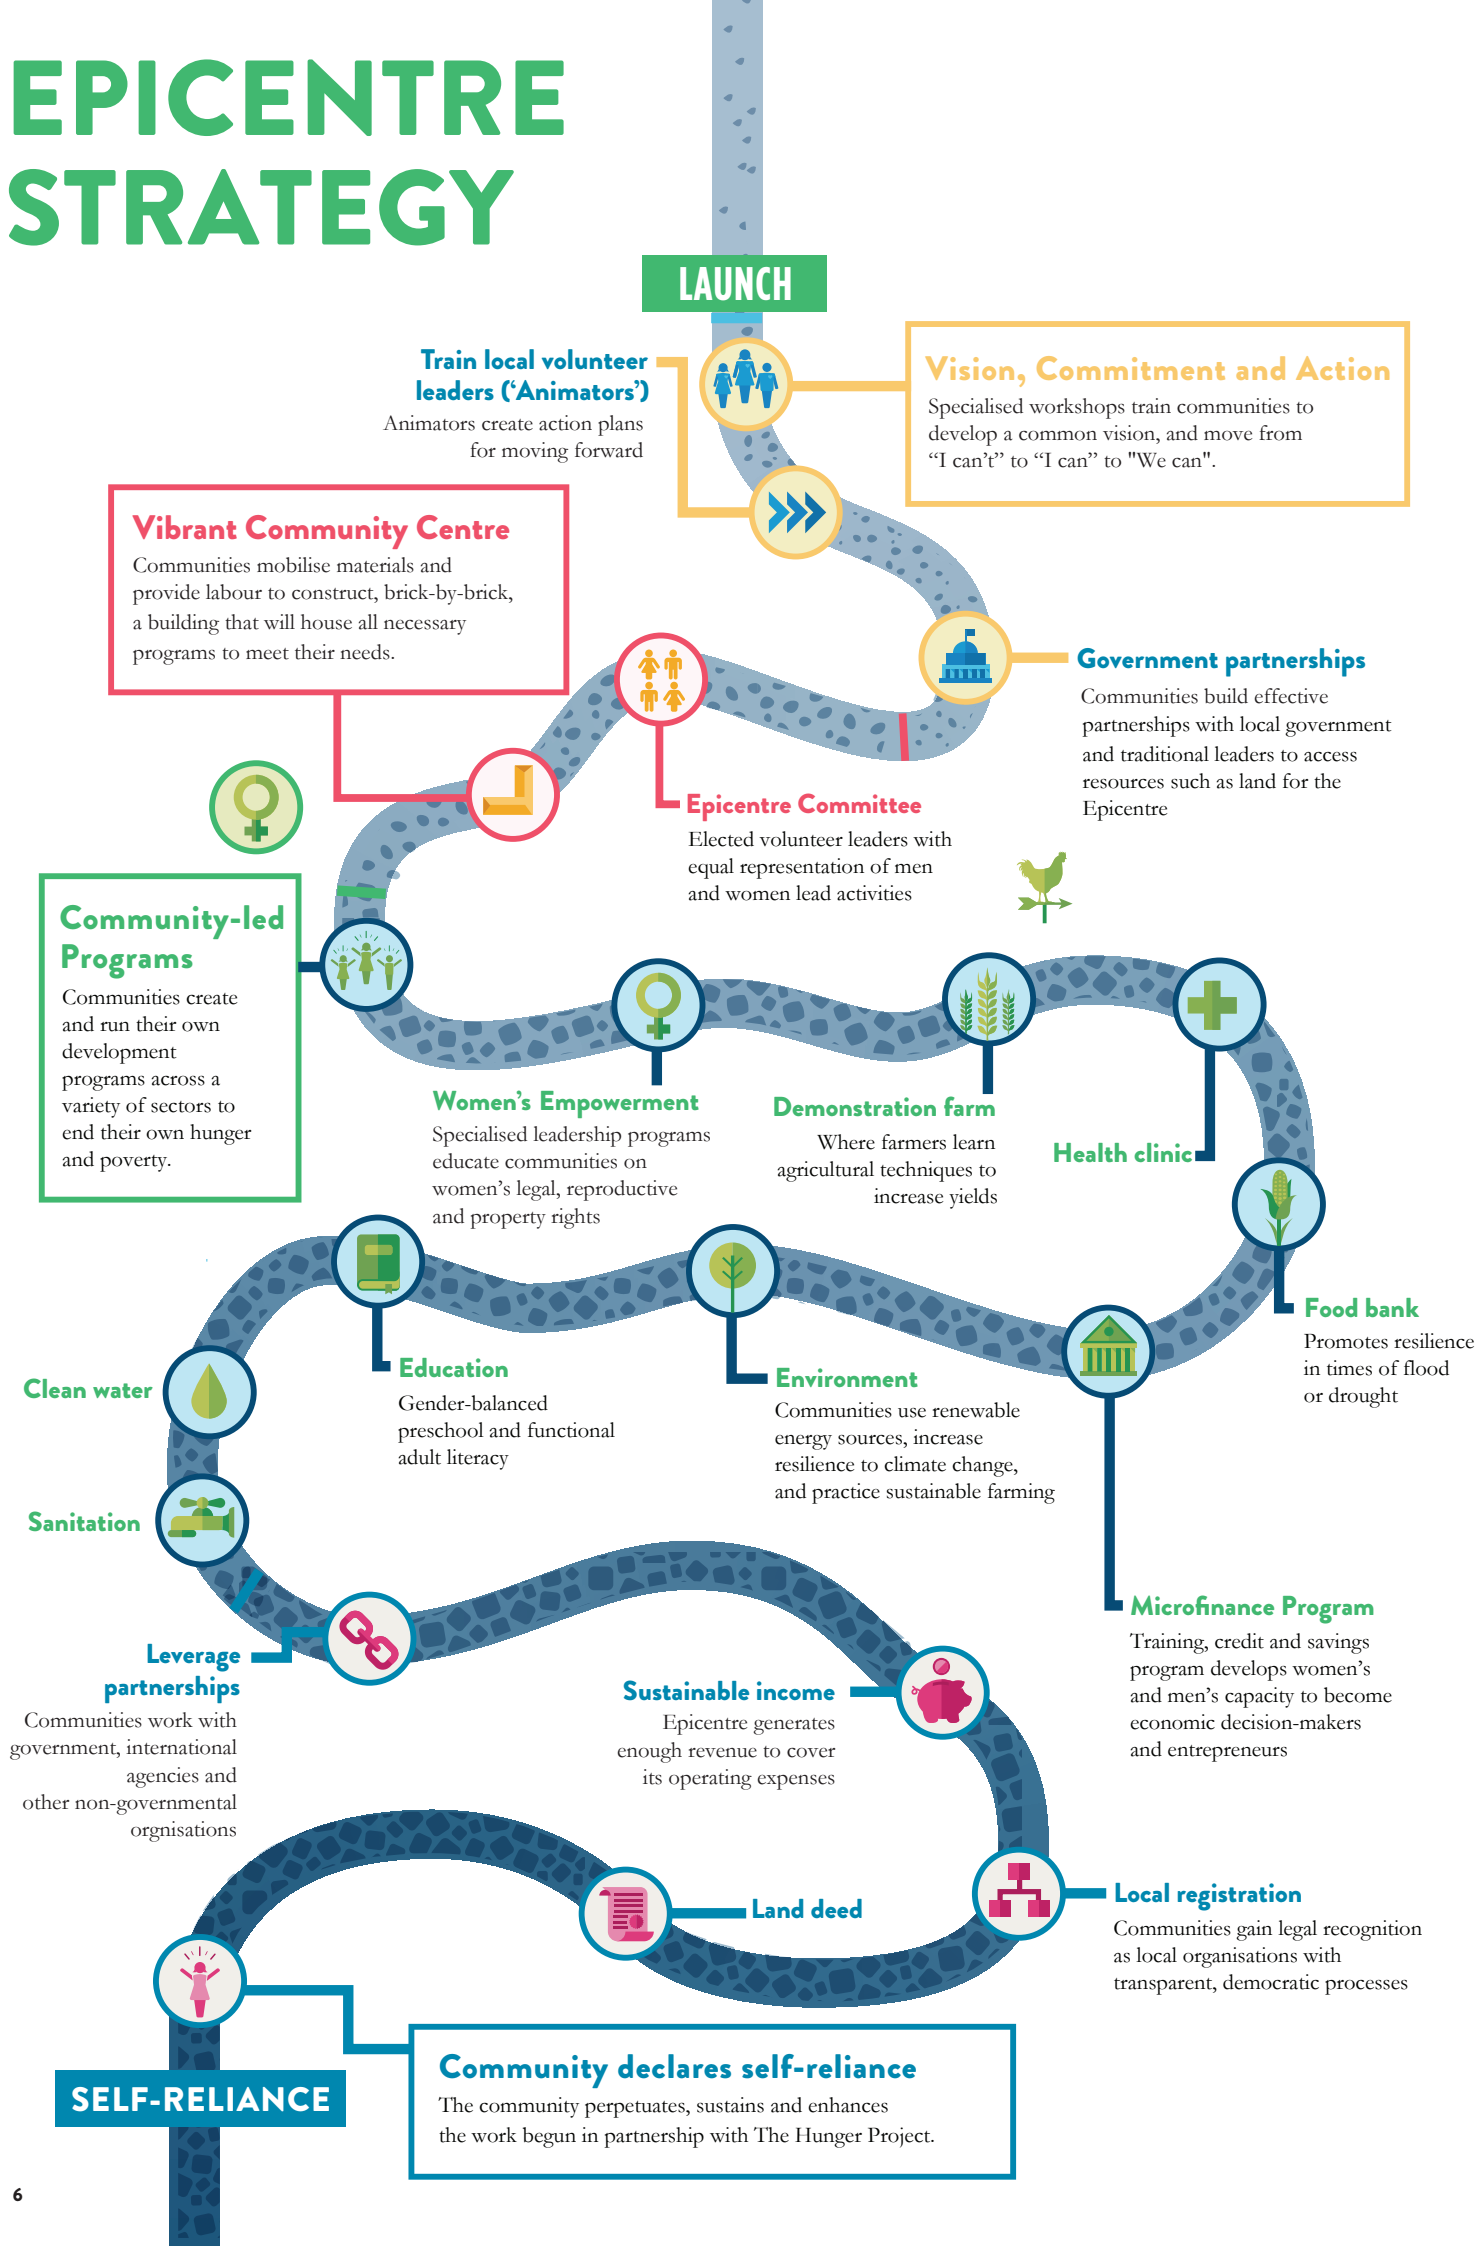 EPICENTRE
STRATEGY
LAUNCH
Train local volunteer
leaders (‘Animators’)
Animators create action plans
for moving forward
Vision, Commitment and Action
Specialised workshops train communities to
develop a common vision, and move from
“I can’t” to “I can” to "We can".
Vibrant Community Centre
Communities mobilise materials and
provide labour to construct, brick-by-brick,
a building that will house all necessary
programs to meet their needs.
Government partnerships
Communities build effective
partnerships with local government
and traditional leaders to access
resources such as land for the
Epicentre
Epicentre Committee
Elected volunteer leaders with
equal representation of men
and women lead activities
Community-led
Programs
Communities create
and run their own
development
programs across a
variety of sectors to
end their own hunger
and poverty.
Women’s Empowerment
Specialised leadership programs
educate communities on
women’s legal, reproductive
and property rights
Demonstration farm
Where farmers learn
agricultural techniques to
increase yields
Health clinic
Food bank
Promotes resilience
in times of flood
or drought
Microfinance Program
Training, credit and savings
program develops women’s
and men’s capacity to become
economic decision-makers
and entrepreneurs
Environment
Communities use renewable
energy sources, increase
resilience to climate change,
and practice sustainable farming
Education
Gender-balanced
preschool and functional
adult literacy
Clean water
Sanitation
Leverage
partnerships
Communities work with
government, international
agencies and
other non-governmental
orgnisations
Sustainable income
Epicentre generates
enough revenue to cover
its operating expenses
Local registration
Communities gain legal recognition
as local organisations with
transparent, democratic processes
Land deed
Community declares self-reliance
The community perpetuates, sustains and enhances
the work begun in partnership with The Hunger Project.
SELF-RELIANCE
6